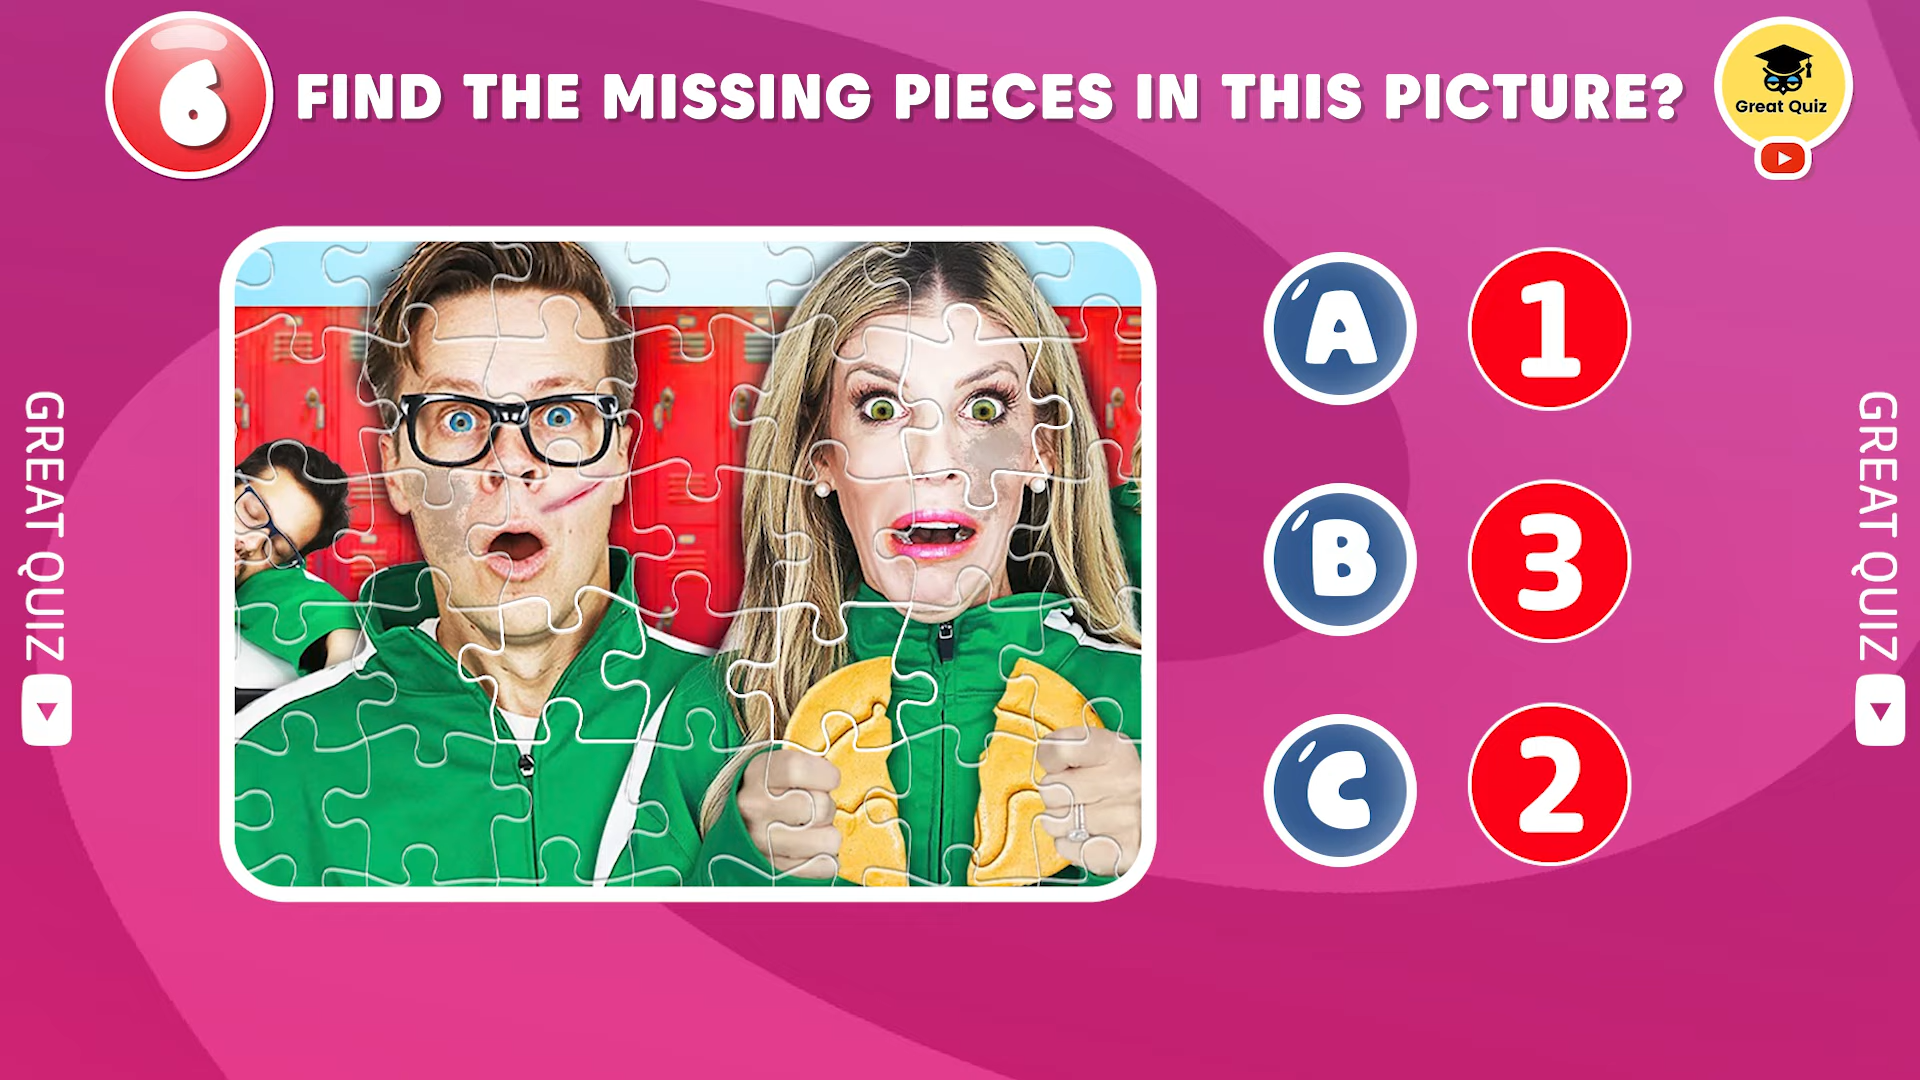 6
FIND THE MISSING PIECES IN THIS PICTURE?
Great Quiz
GREAT QUIZ
A
1
B
3
C
2
GREAT QUIZ